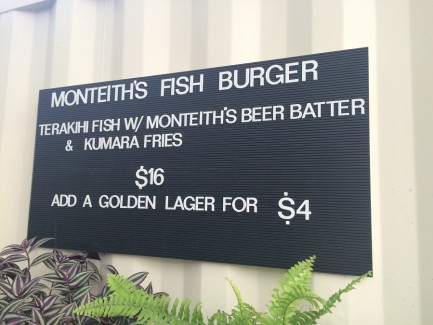 MONTEITH'S FISH BURGER
TERAKIHI FISH W/ MONTEITH'S BEER BATTER
& KUMARA FRIES
$16
ADD A GOLDEN LAGER FOR $4